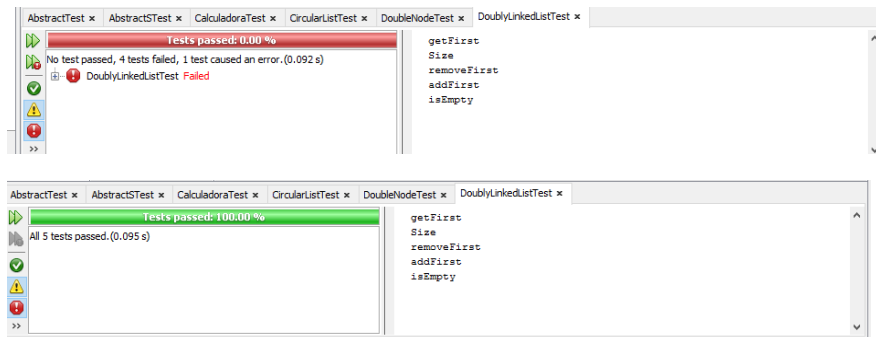 AbstractTest × AbstractSTest × CalculadoraTest × CircularListTest × DoubleNodeTest × DoublyLinkedListTest ×
Tests passed: 0.00 %
No test passed, 4 tests failed, 1 test caused an error.(0.092 s)
DoublyLinkedListTest Failed
>>
getFirst
Size
removeFirst
addFirst
isEmpty
AbstractTest × AbstractSTest × CalculadoraTest × CircularListTest × DoubleNodeTest × DoublyLinkedListTest ×
Tests passed: 100.00 %
All 5 tests passed.(0.095 s)
>>
getFirst
Size
removeFirst
addFirst
isEmpty